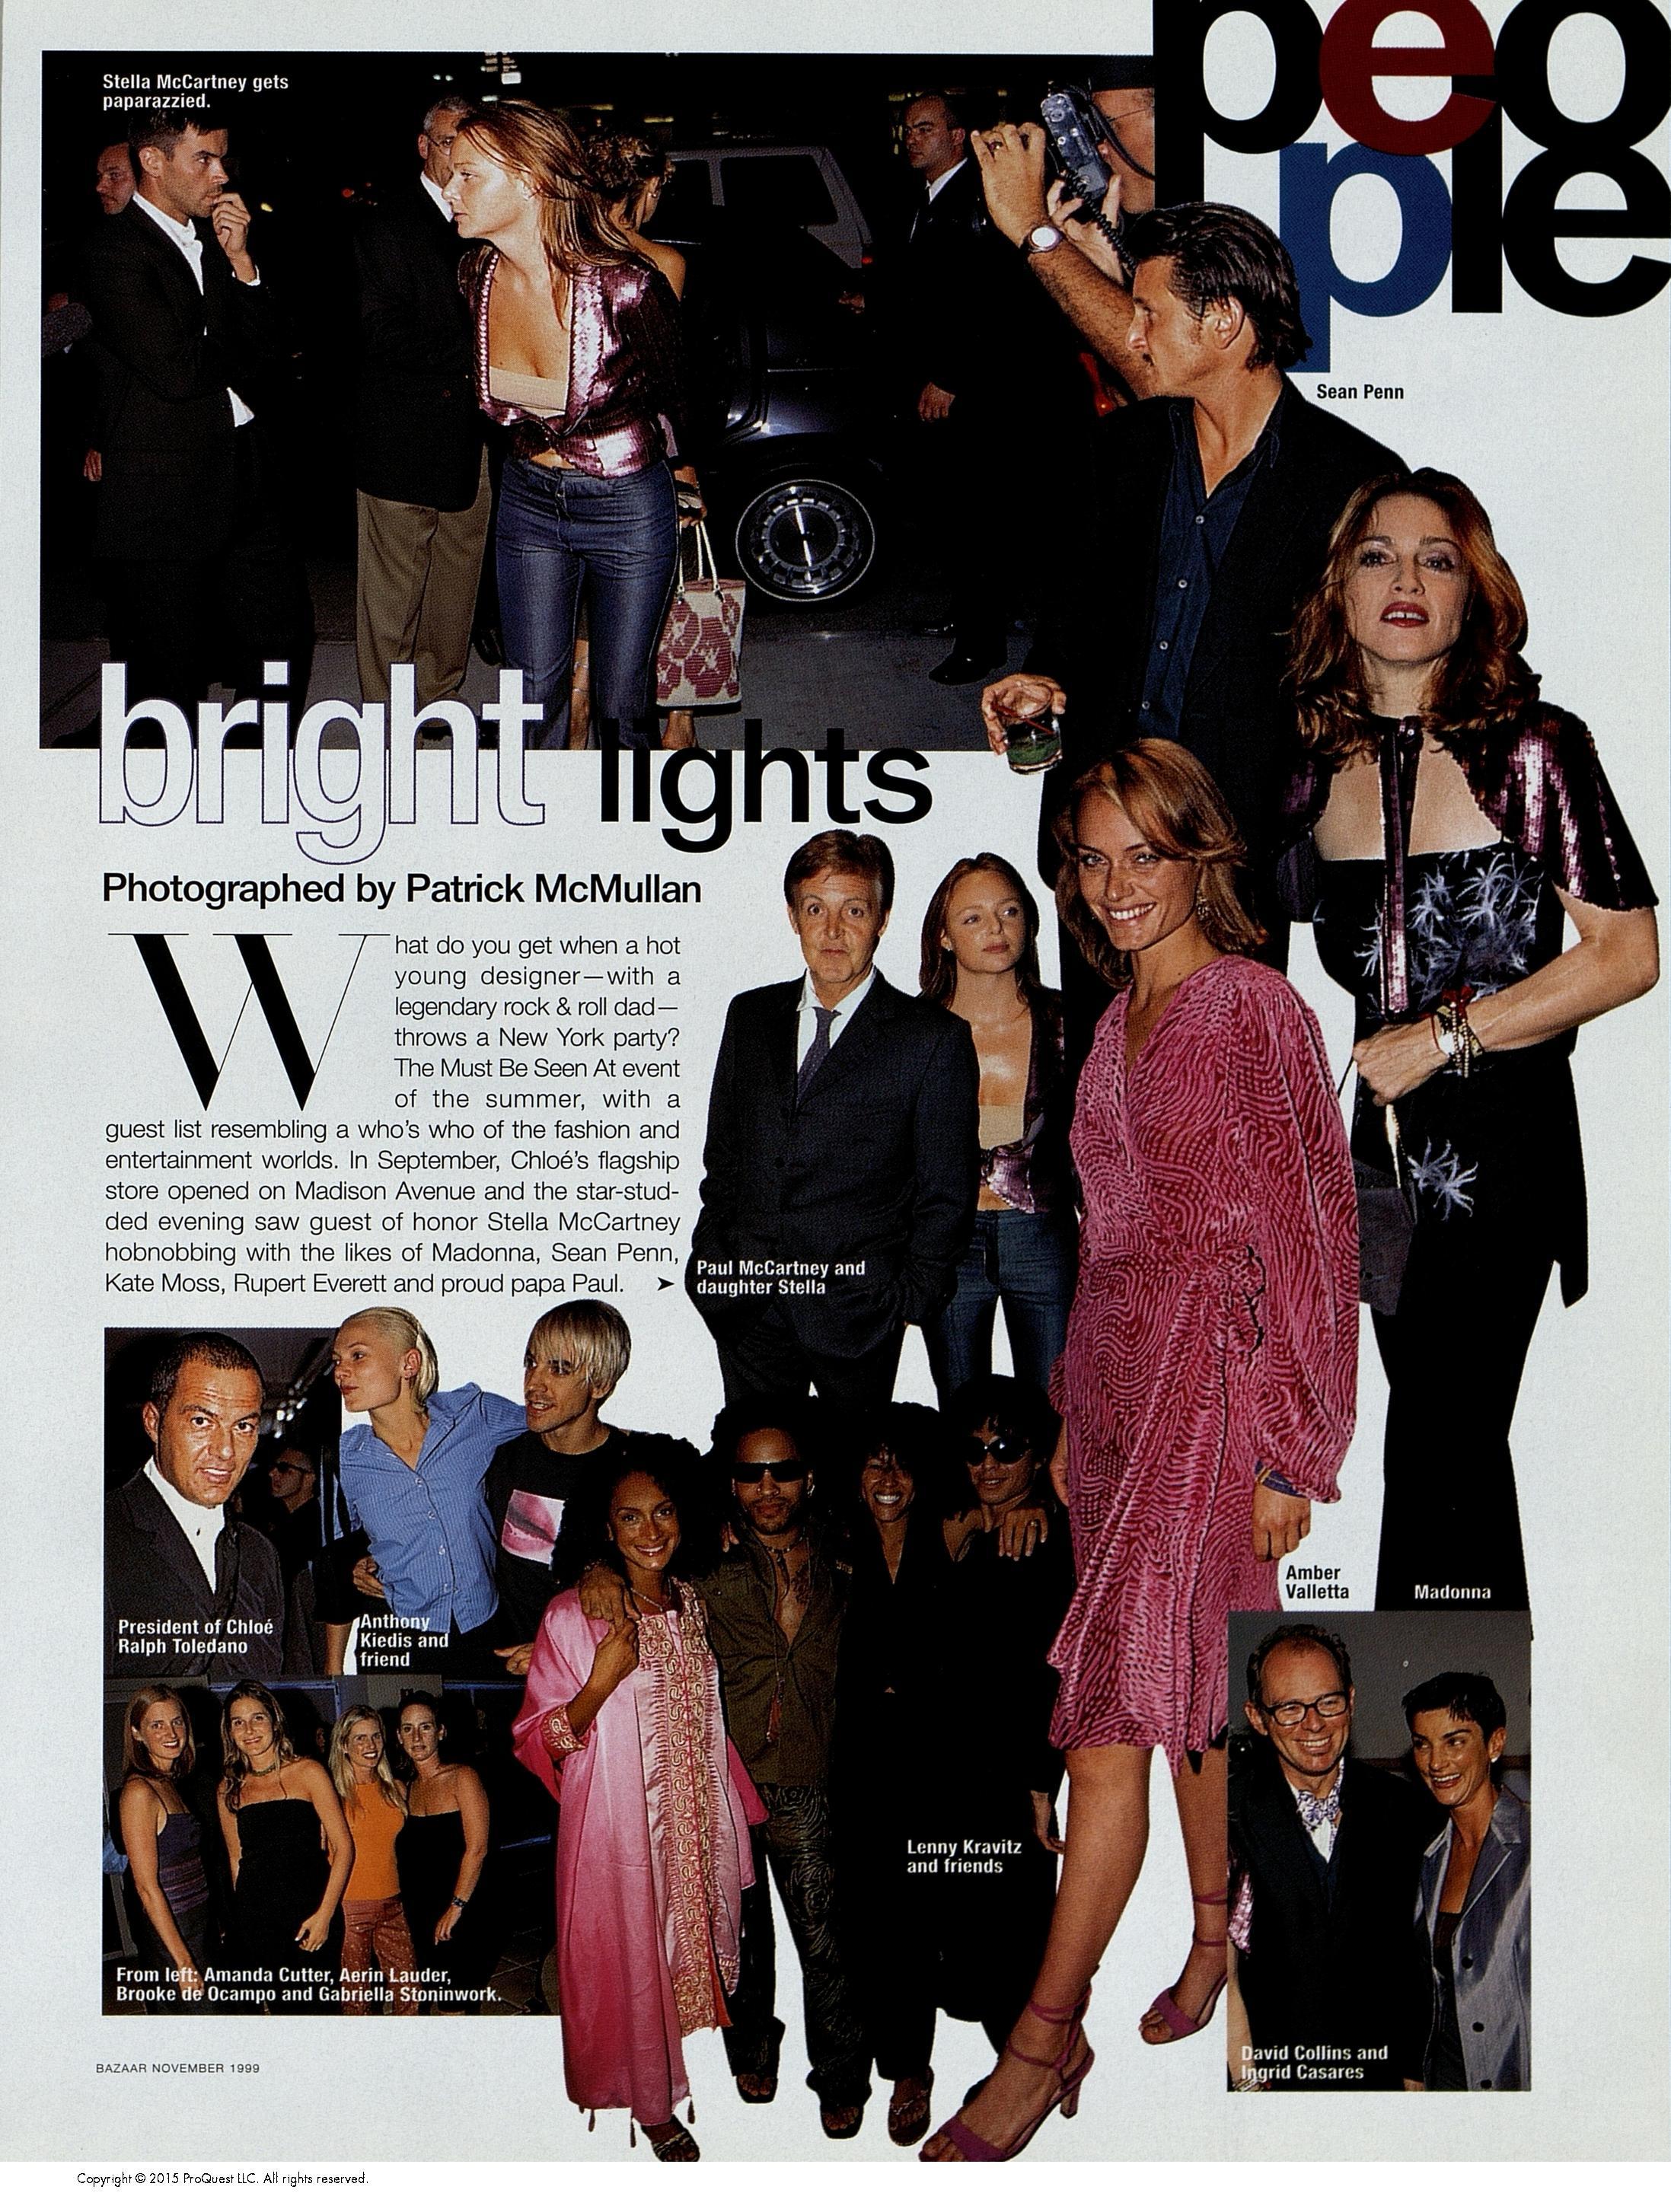 peo
ple
Stella McCartney gets
paparazzied.
Sean Penn
bright lights
Photographed by Patrick McMullan
What do you get when a hot
young designer—with a
legendary rock & roll dad—
throws a New York party?
The Must Be Seen At event
of the summer, with a
guest list resembling a who's who of the fashion and
entertainment worlds. In September, Chloé's flagship
store opened on Madison Avenue and the star-stud-
ded evening saw guest of honor Stella McCartney
hobnobbing with the likes of Madonna, Sean Penn,
Kate Moss, Rupert Everett and proud papa Paul. ➤
Paul McCartney and
daughter Stella
President of Chloé
Ralph Toledano
Anthony
Kiedis and
friend
Amber
Valletta
Madonna
Lenny Kravitz
and friends
From left: Amanda Cutter, Aerin Lauder,
Brooke de Ocampo and Gabriella Stoninwork.
David Collins and
Ingrid Casares
BAZAAR NOVEMBER 1999
Copyright © 2015 ProQuest LLC. All rights reserved.